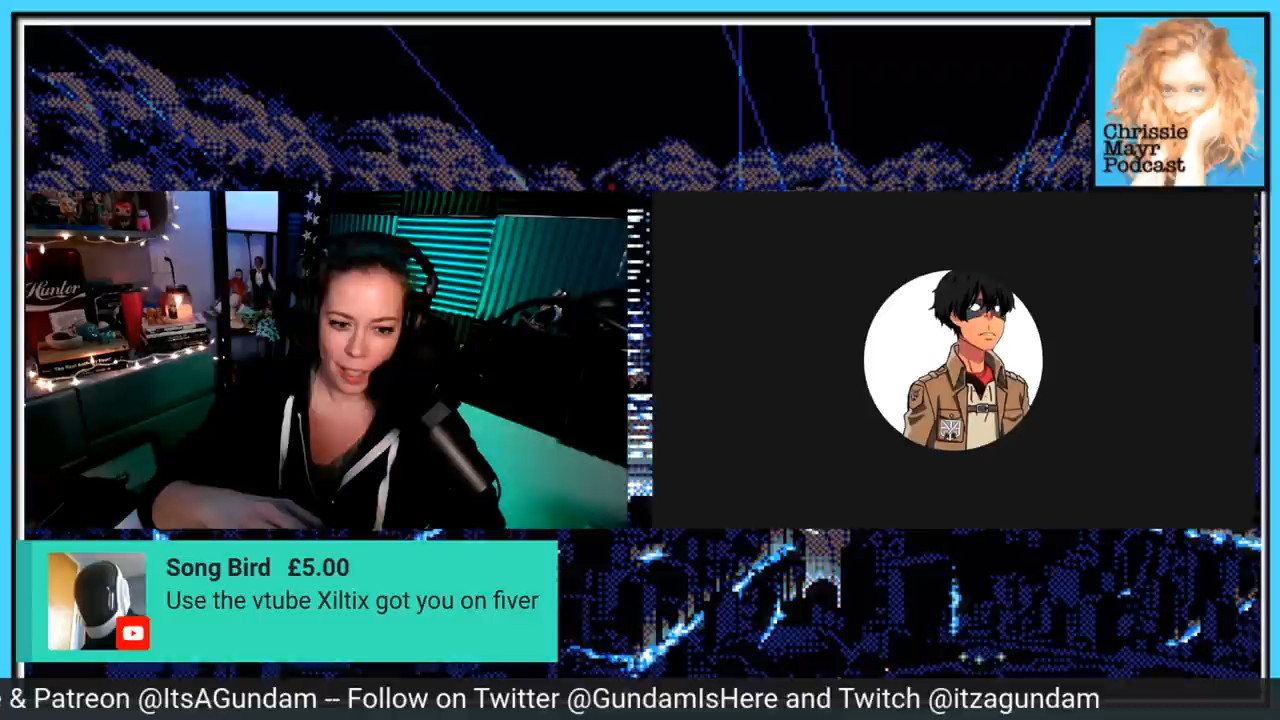 Chrissie
Mayr
Podcast
Hunter
Song Bird £5.00
Use the vtube Xiltix got you on fiver
& Patreon @ItsAGundam -- Follow on Twitter @GundamIsHere and Twitch @itzagundam